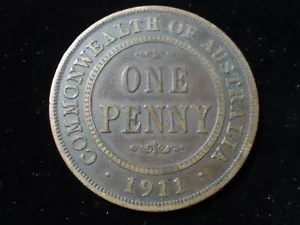 COMMONWEALTH OF AUSTRALIA
ONE
PENNY
1911